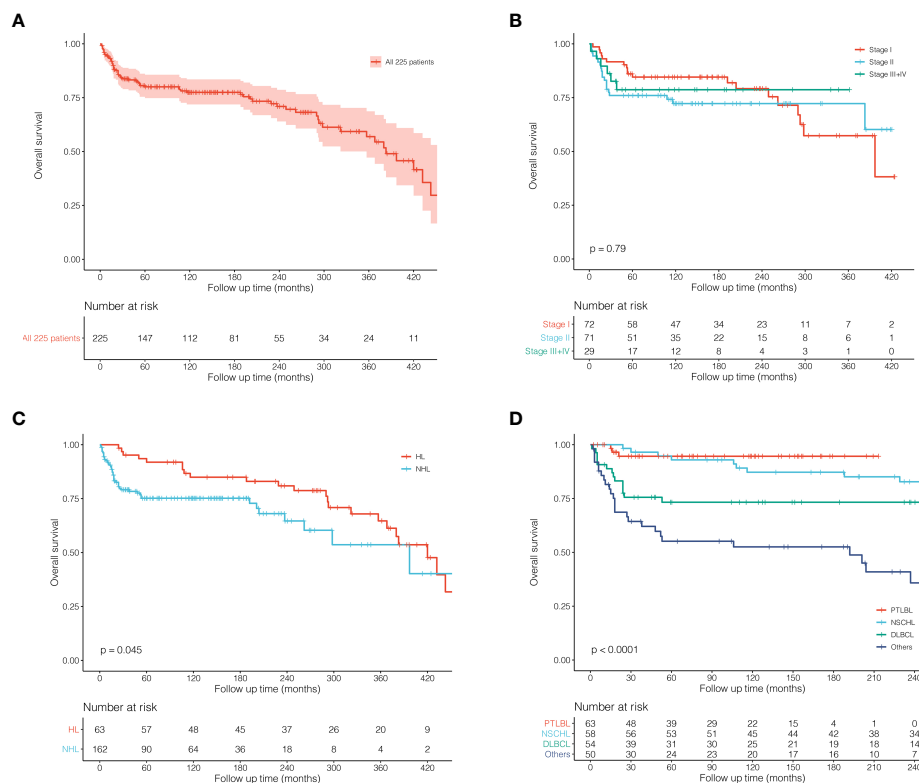 A
1.00
0.75
0.50
0.25
0.00
Overall survival
All 225 patients
0 60 120 180 240 300 360 420
Follow up time (months)
Number at risk
All 225 patients 225 147 112 81 55 34 24 11
0 60 120 180 240 300 360 420
Follow up time (months)
B
1.00
0.75
0.50
0.25
0.00
Overall survival
Stage I
Stage II
Stage III+IV
p = 0.79
0 60 120 180 240 300 360 420
Follow up time (months)
Number at risk
Stage I 72 58 47 34 23 11 7 2
Stage II 71 51 35 22 15 8 6 1
Stage III+IV 29 17 12 8 4 3 1 0
0 60 120 180 240 300 360 420
Follow up time (months)
C
1.00
0.75
0.50
0.25
0.00
Overall survival
HL
NHL
p = 0.045
0 60 120 180 240 300 360 420
Follow up time (months)
Number at risk
HL 63 57 48 45 37 26 20 9
NHL 162 90 64 36 18 8 4 2
0 60 120 180 240 300 360 420
Follow up time (months)
D
1.00
0.75
0.50
0.25
0.00
Overall survival
PTLBL
NSCHL
DLBCL
Others
p < 0.0001
0 30 60 90 120 150 180 210 240
Follow up time (months)
Number at risk
PTLBL 63 48 39 29 22 15 4 1 0
NSCHL 58 56 53 51 45 44 42 38 34
DLBCL 54 39 31 30 25 21 19 18 14
Others 50 30 24 23 20 17 16 10 7
0 30 60 90 120 150 180 210 240
Follow up time (months)